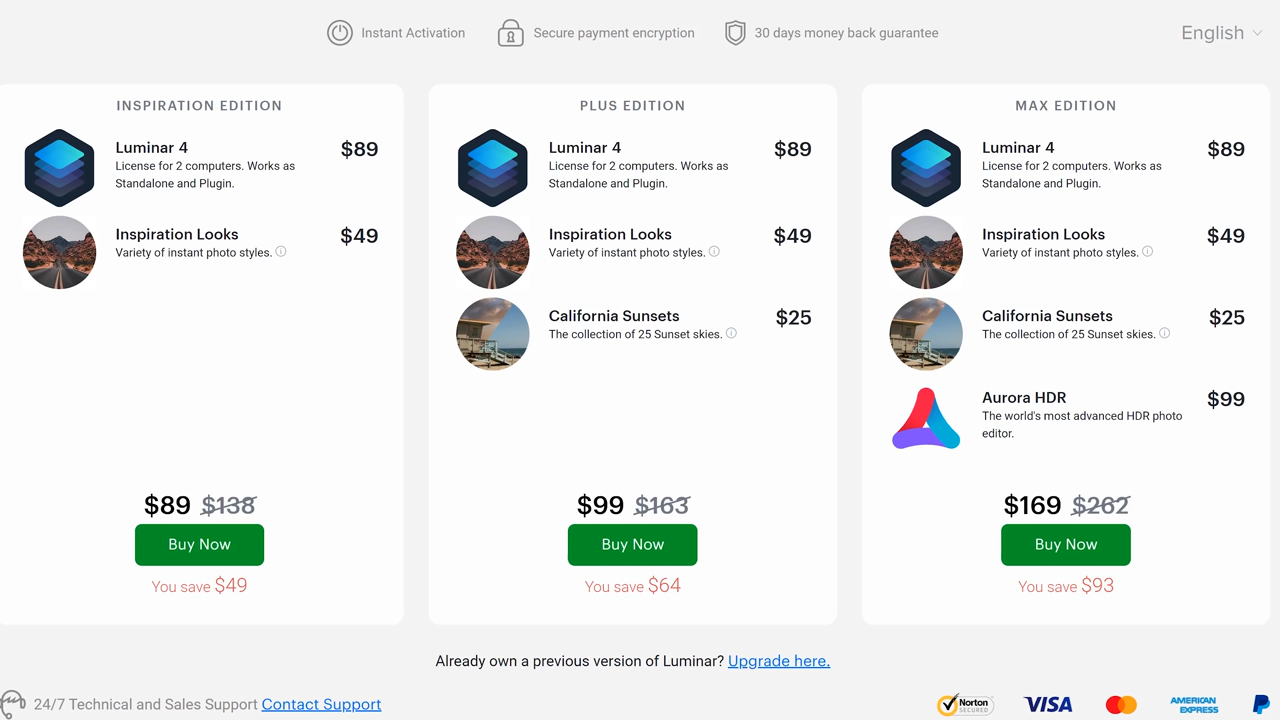 Instant Activation
Secure payment encryption
30 days money back guarantee
English
INSPIRATION EDITION
Luminar 4
$89
License for 2 computers. Works as
Standalone and Plugin.
Inspiration Looks
$49
Variety of instant photo styles.
$89 $138
Buy Now
You save $49
PLUS EDITION
Luminar 4
$89
License for 2 computers. Works as
Standalone and Plugin.
Inspiration Looks
$49
Variety of instant photo styles.
California Sunsets
$25
The collection of 25 Sunset skies.
$99 $163
Buy Now
You save $64
MAX EDITION
Luminar 4
$89
License for 2 computers. Works as
Standalone and Plugin.
Inspiration Looks
$49
Variety of instant photo styles.
California Sunsets
$25
The collection of 25 Sunset skies.
Aurora HDR
$99
The world's most advanced HDR photo
editor.
$169 $262
Buy Now
You save $93
Already own a previous version of Luminar? Upgrade here.
24/7 Technical and Sales Support Contact Support
Norton
SECURED
VISA
AMERICAN
EXPRESS